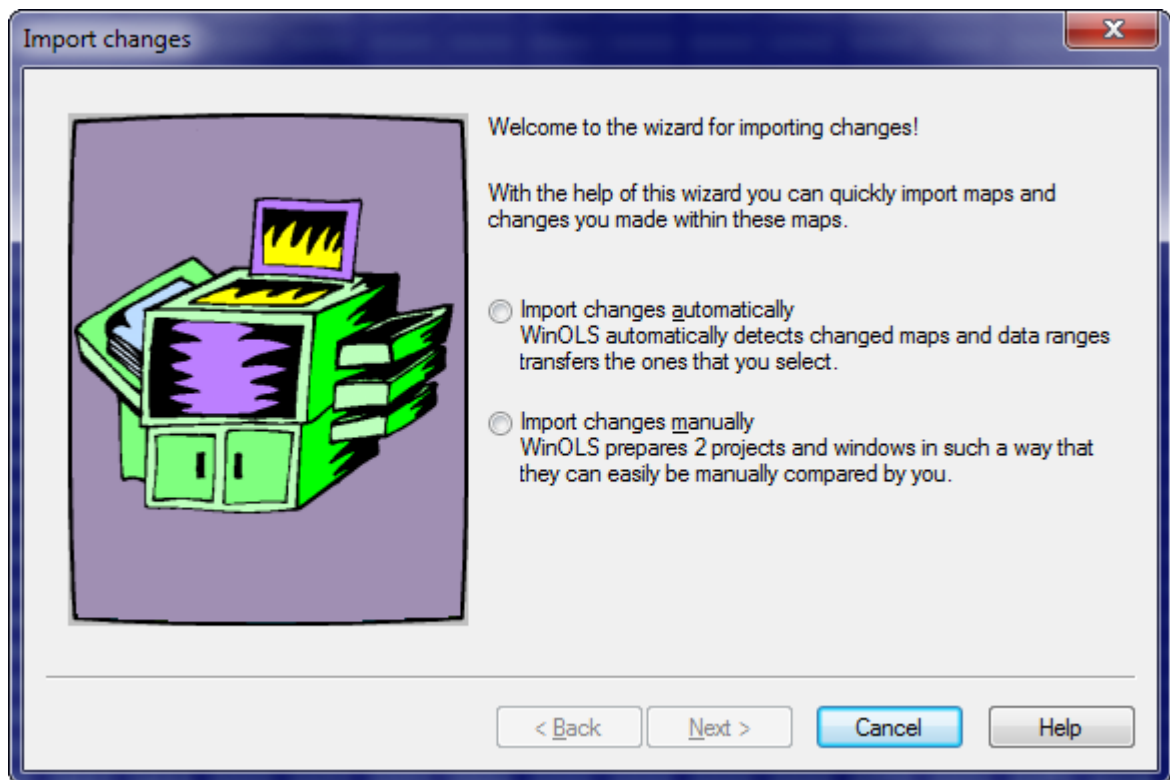 Import changes
Welcome to the wizard for importing changes!
With the help of this wizard you can quickly import maps and
changes you made within these maps.
Import changes automatically
WinOLS automatically detects changed maps and data ranges
transfers the ones that you select.
Import changes manually
WinOLS prepares 2 projects and windows in such a way that
they can easily be manually compared by you.
< Back Next > Cancel Help